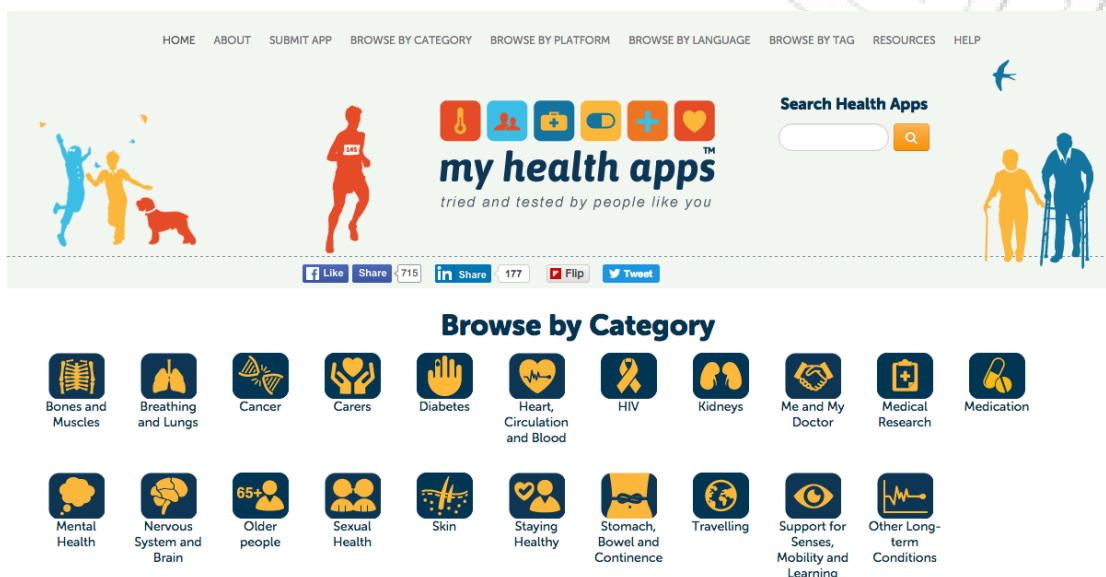 HOME ABOUT SUBMIT APP BROWSE BY CATEGORY BROWSE BY PLATFORM BROWSE BY LANGUAGE BROWSE BY TAG RESOURCES HELP
Search Health Apps
145
my health apps™
tried and tested by people like you
Like Share 715 in Share 177 Flip Tweet
Browse by Category
Bones and
Muscles
Breathing
and Lungs
Cancer
Carers
Diabetes
Heart,
Circulation
and Blood
HIV
Kidneys
Me and My
Doctor
Medical
Research
Medication
Mental
Health
Nervous
System and
Brain
65+
Older
people
Sexual
Health
Skin
Staying
Healthy
Stomach,
Bowel and
Continence
Travelling
Support for
Senses,
Mobility and
Learning
Other Long-
term
Conditions